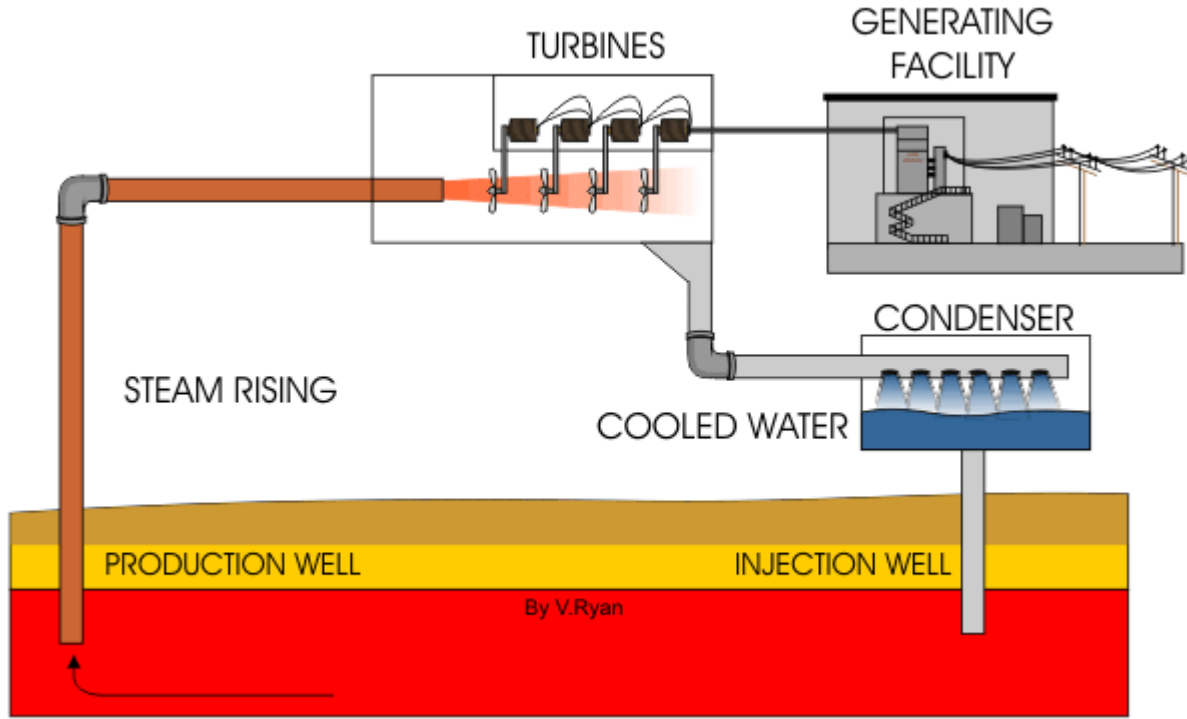 TURBINES
GENERATING
FACILITY
STEAM RISING
CONDENSER
COOLED WATER
PRODUCTION WELL
INJECTION WELL
By V.Ryan